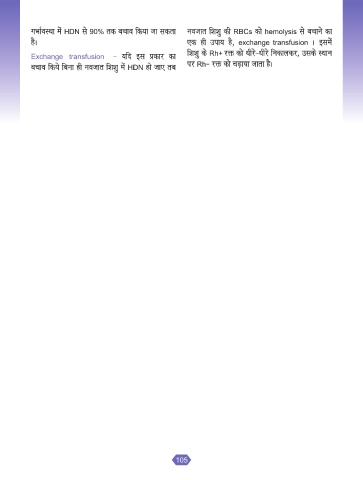 गर्भावस्था में HDN से 90% तक बचाव किया जा सकता
है।
Exchange transfusion - यदि इस प्रकार का
बचाव किये बिना ही नवजात शिशु में HDN हो जाए तब
नवजात शिशु की RBCs को hemolysis से बचाने का
एक ही उपाय है, exchange transfusion । इसमें
शिशु के Rh+ रक्त को धीरे-धीरे निकालकर, उसके स्थान
पर Rh- रक्त को चढ़ाया जाता है।
105